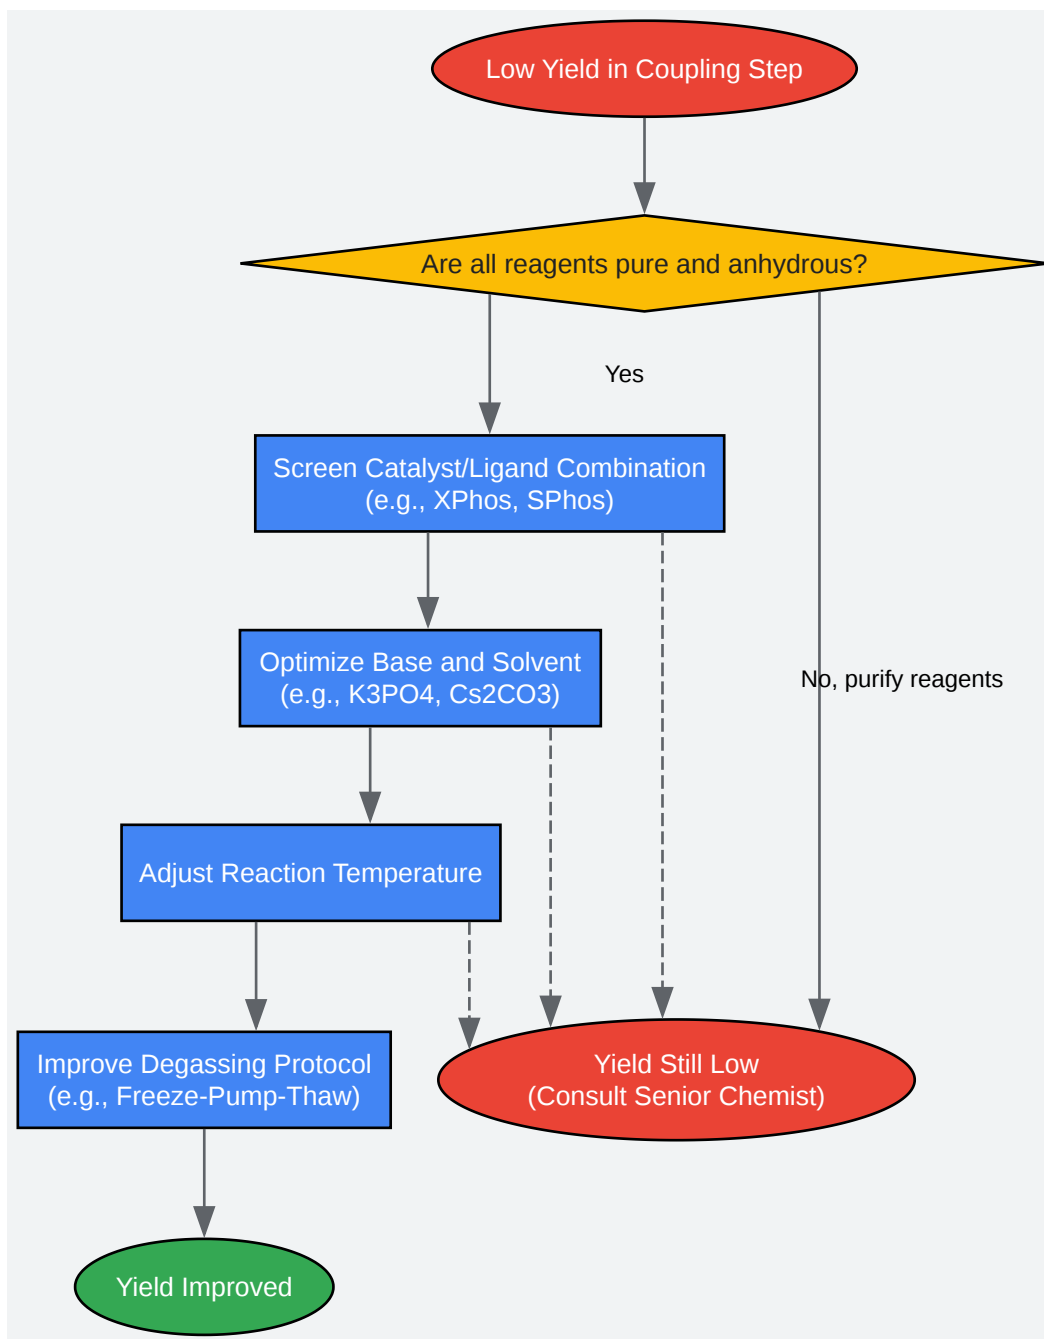 Low Yield in Coupling Step
Are all reagents pure and anhydrous?
Yes
Screen Catalyst/Ligand Combination
(e.g., XPhos, SPhos)
Optimize Base and Solvent
(e.g., K3PO4, Cs2CO3)
No, purify reagents
Adjust Reaction Temperature
Improve Degassing Protocol
(e.g., Freeze-Pump-Thaw)
Yield Still Low
(Consult Senior Chemist)
Yield Improved